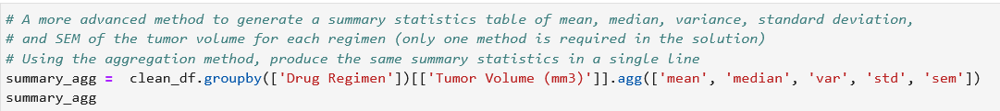 # A more advanced method to generate a summary statistics table of mean, median, variance, standard deviation,
# and SEM of the tumor volume for each regimen (only one method is required in the solution)
# Using the aggregation method, produce the same summary statistics in a single line
summary_agg =  clean_df.groupby(['Drug Regimen'])[['Tumor Volume (mm3)']].agg(['mean', 'median', 'var', 'std', 'sem'])
summary_agg